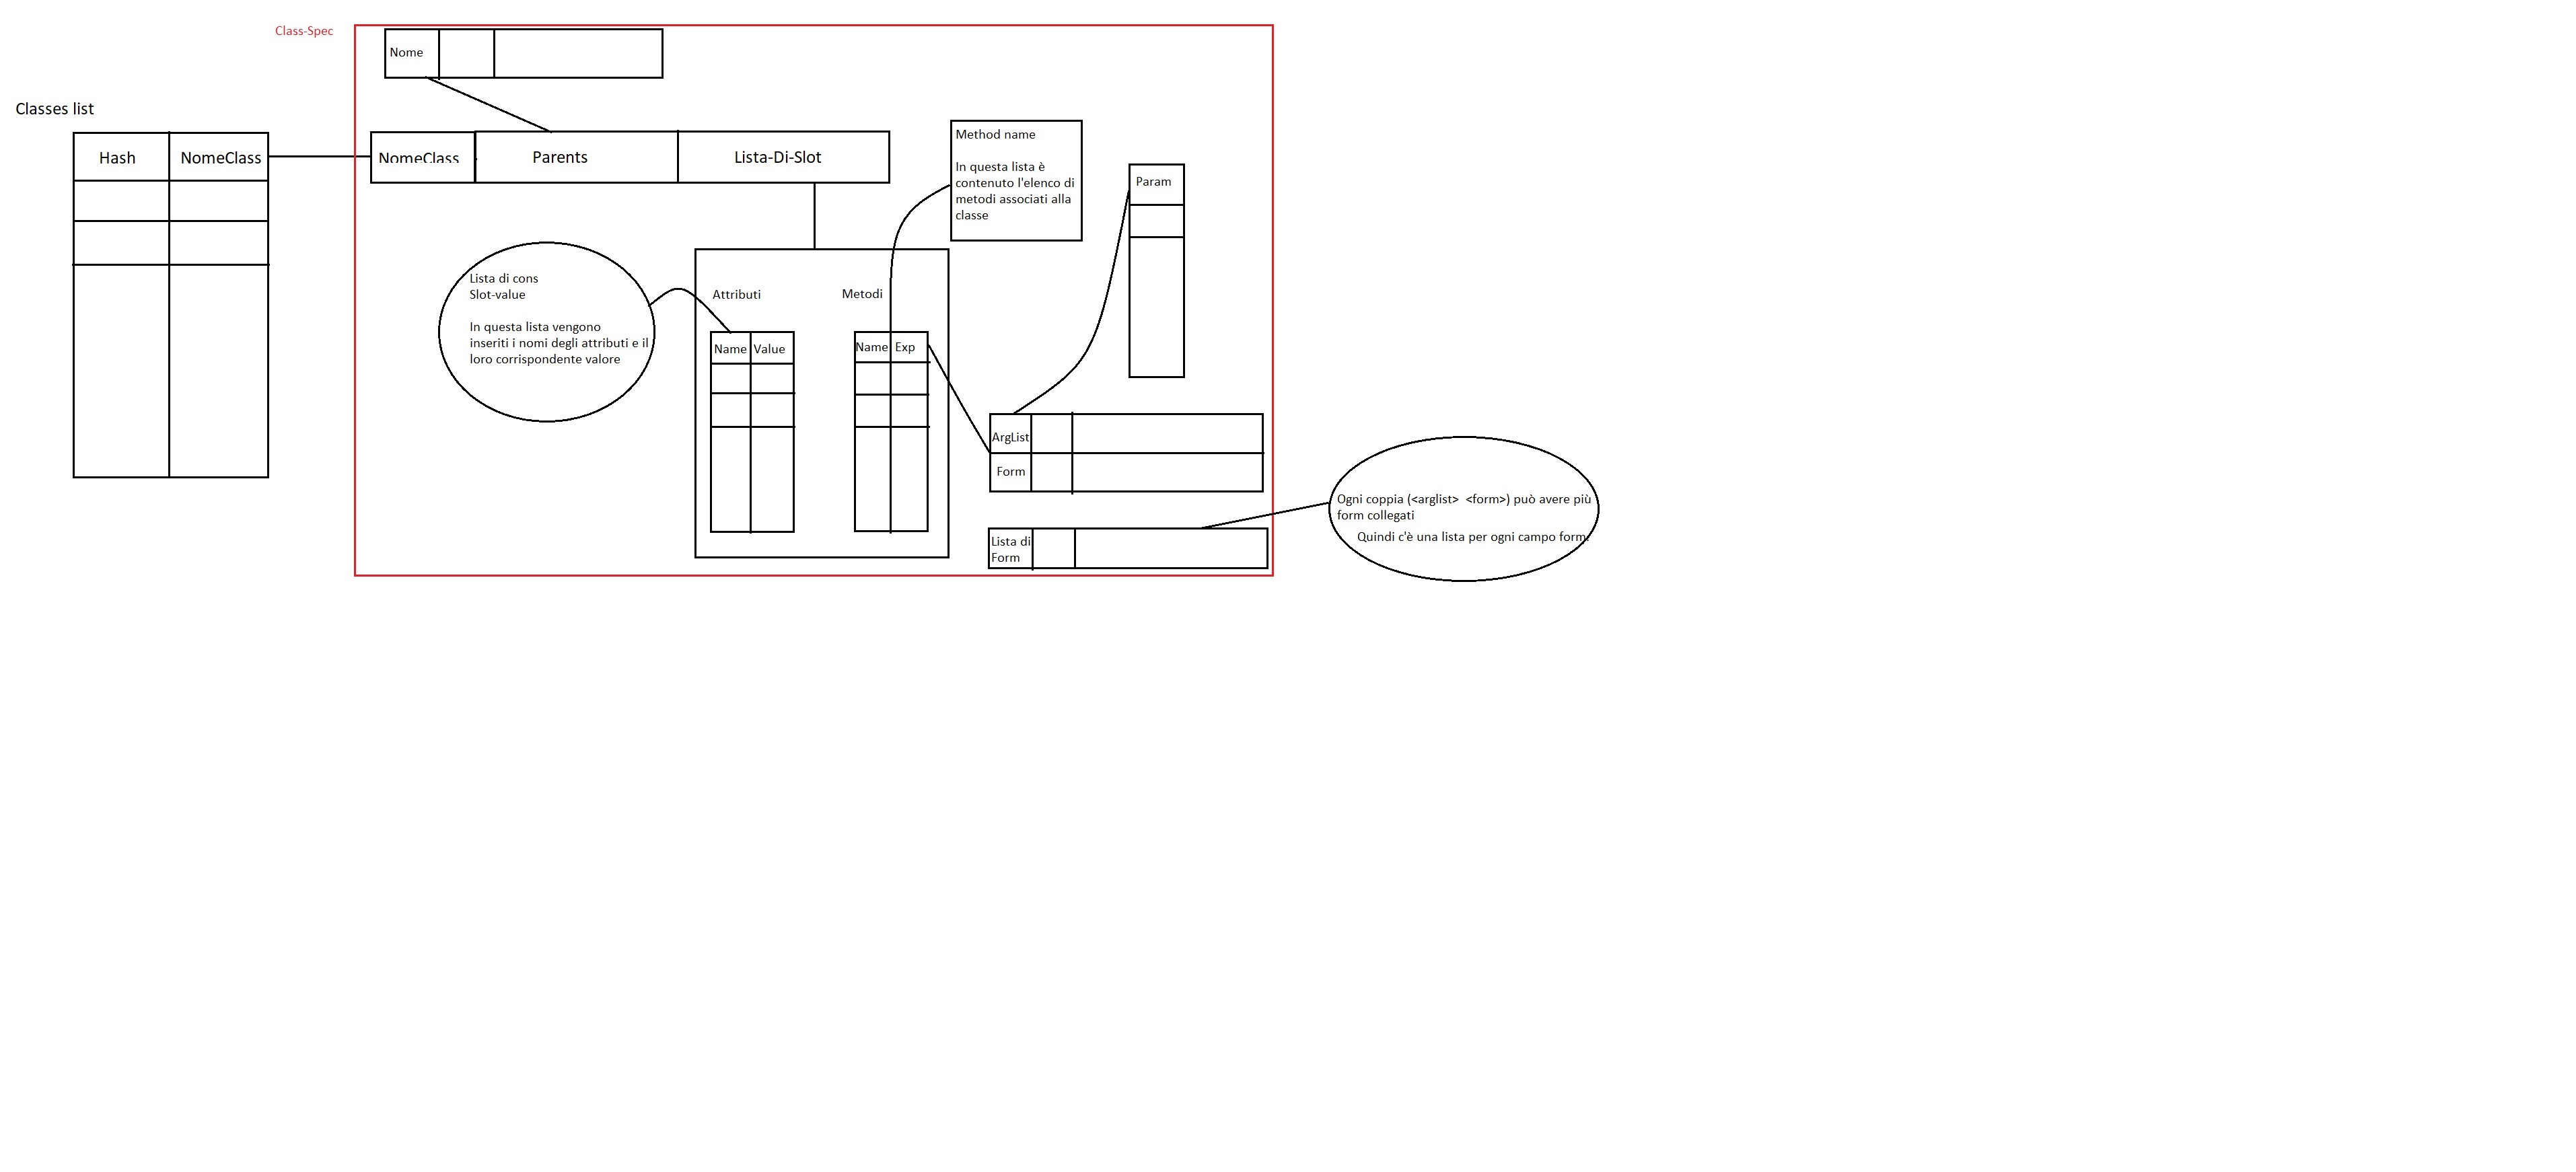 Class-Spec
Nome
Classes list
Hash
NomeClass
NomeClass
Parents
Lista-Di-Slot
Method name
In questa lista è
contenuto l'elenco di
metodi associati alla
classe
Param
Lista di cons
Slot-value
In questa lista vengono
inseriti i nomi degli attributi e il
loro corrispondente valore
Attributi
Metodi
Name
Value
Name
Exp
ArgList
Form
Lista di
Form
Ogni coppia (<arglist>  <form>) può avere più
form collegati
Quindi c'è una lista per ogni campo form.